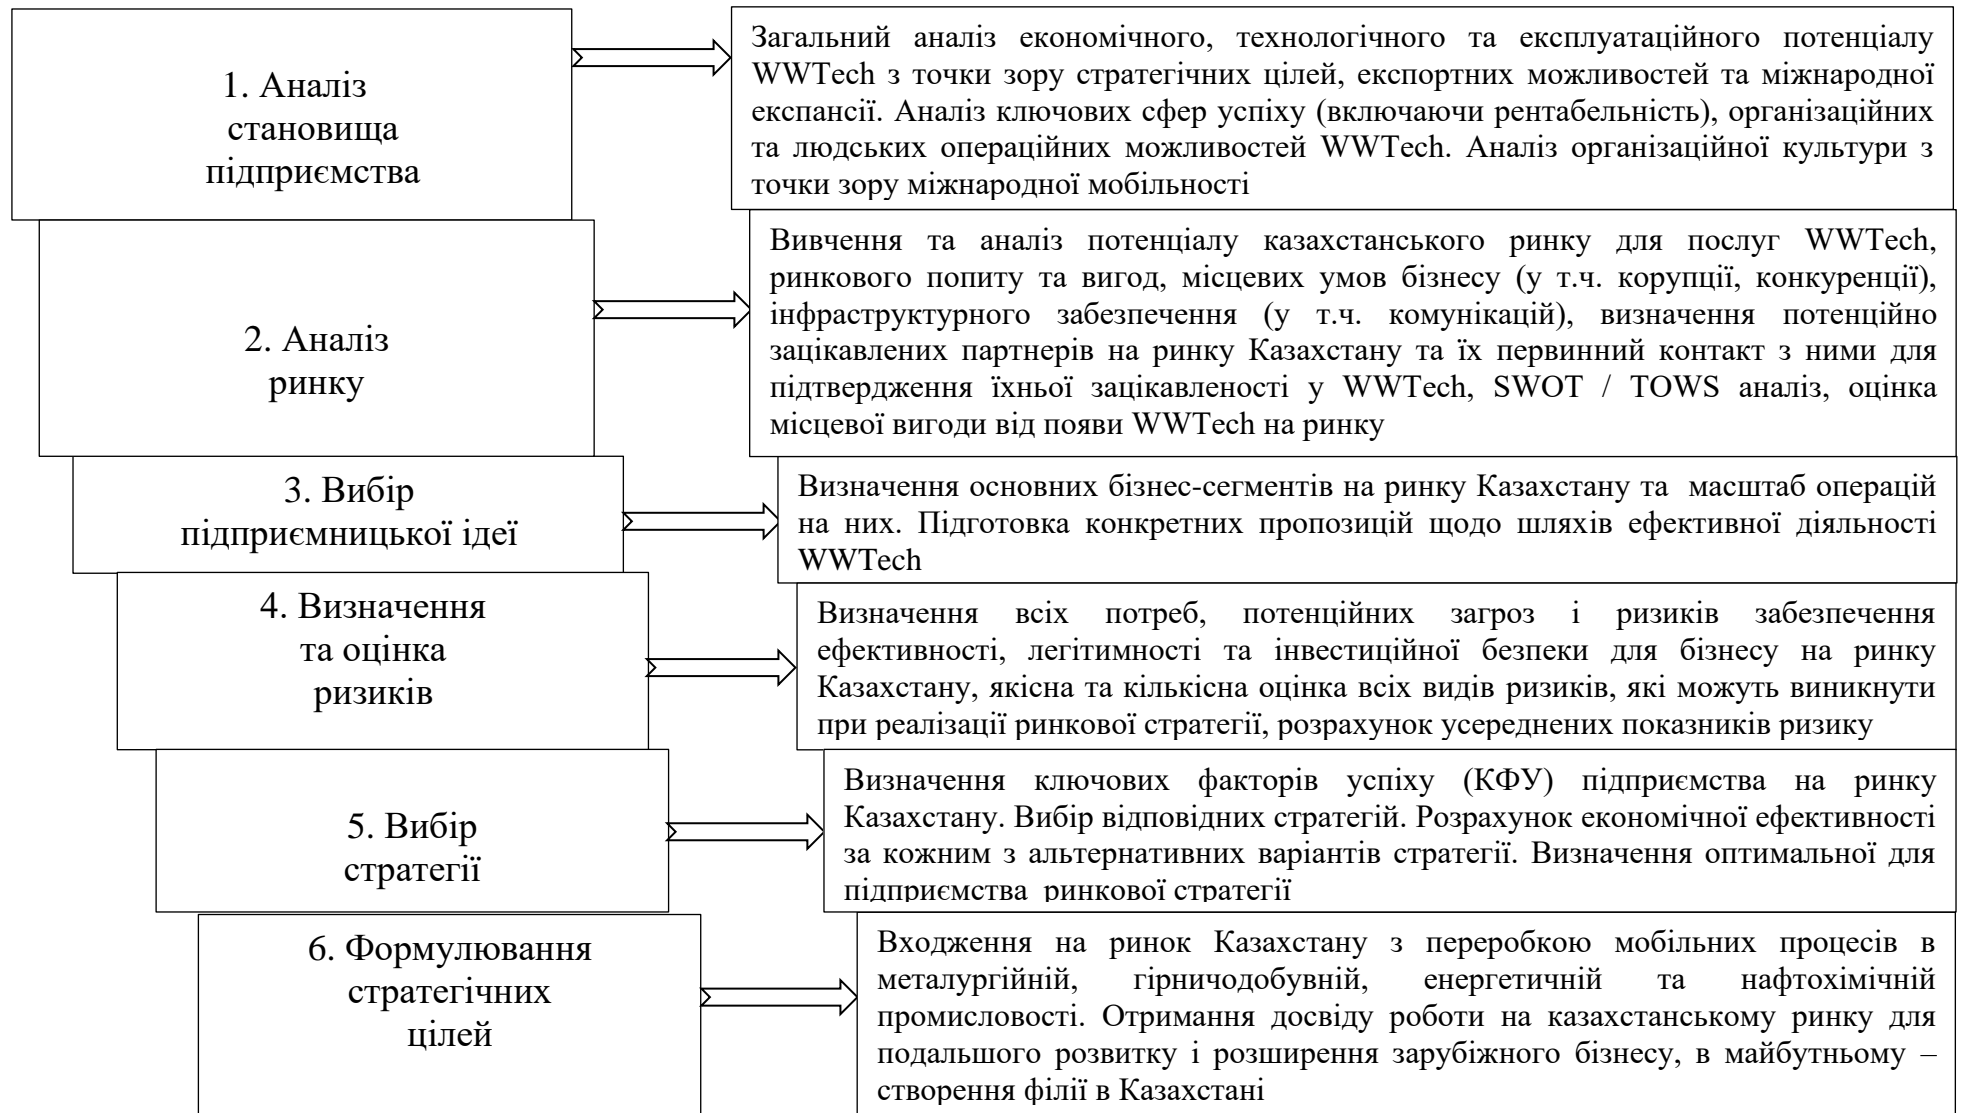 1. Аналіз
становища
підприємства
Загальний аналіз економічного, технологічного та експлуатаційного потенціалу
WWTech з точки зору стратегічних цілей, експортних можливостей та міжнародної
експансії. Аналіз ключових сфер успіху (включаючи рентабельність), організаційних
та людських операційних можливостей WWTech. Аналіз організаційної культури з
точки зору міжнародної мобільності
2. Аналіз
ринку
Вивчення та аналіз потенціалу казахстанського ринку для послуг WWTech,
ринкового попиту та вигод, місцевих умов бізнесу (у т.ч. корупції, конкуренції),
інфраструктурного забезпечення (у т.ч. комунікацій), визначення потенційно
зацікавлених партнерів на ринку Казахстану та їх первинний контакт з ними для
підтвердження їхньої зацікавленості у WWTech, SWOT / TOWS аналіз, оцінка
місцевої вигоди від появи WWTech на ринку
3. Вибір
підприємницької ідеї
Визначення основних бізнес-сегментів на ринку Казахстану та масштаб операцій
на них. Підготовка конкретних пропозицій щодо шляхів ефективної діяльності
WWTech
4. Визначення
та оцінка
ризиків
Визначення всіх потреб, потенційних загроз і ризиків забезпечення
ефективності, легітимності та інвестиційної безпеки для бізнесу на ринку
Казахстану, якісна та кількісна оцінка всіх видів ризиків, які можуть виникнути
при реалізації ринкової стратегії, розрахунок усереднених показників ризику
5. Вибір
стратегії
Визначення ключових факторів успіху (КФУ) підприємства на ринку
Казахстану. Вибір відповідних стратегій. Розрахунок економічної ефективності
за кожним з альтернативних варіантів стратегії. Визначення оптимальної для
підприємства ринкової стратегії
6. Формулювання
стратегічних
цілей
Входження на ринок Казахстану з переробкою мобільних процесів в
металургійній, гірничодобувній, енергетичній та нафтохімічній
промисловості. Отримання досвіду роботи на казахстанському ринку для
подальшого розвитку і розширення зарубіжного бізнесу, в майбутньому –
створення філії в Казахстані